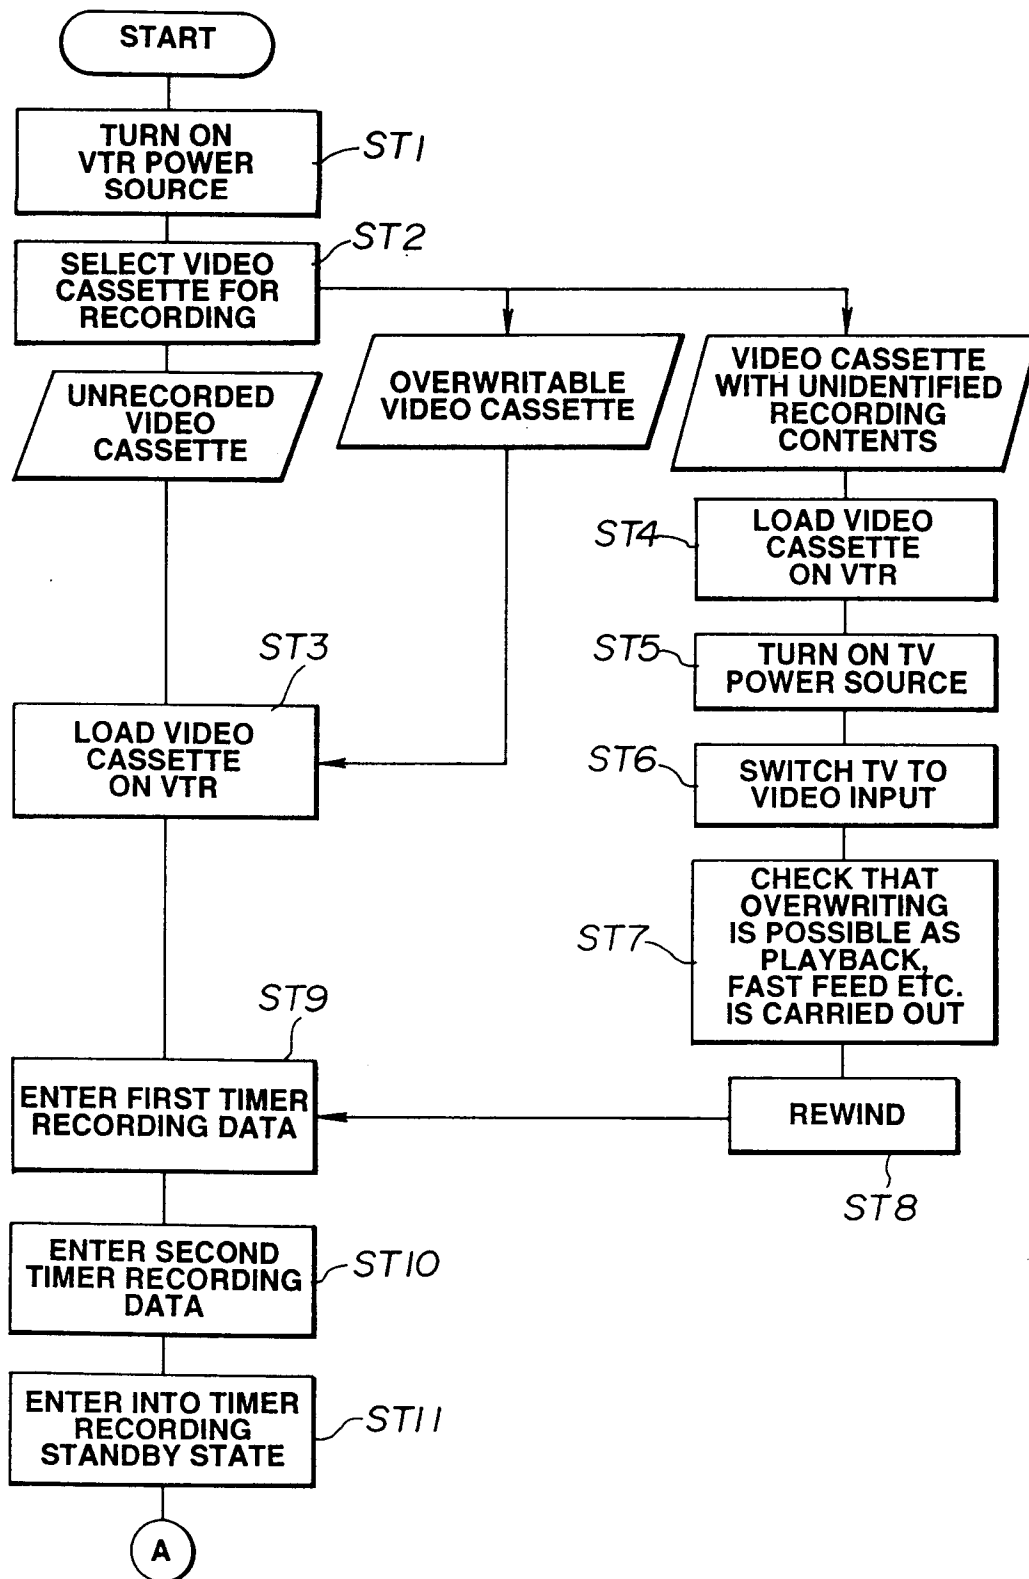 START
TURN ON
VTR POWER
SOURCE
ST1
SELECT VIDEO
CASSETTE FOR
RECORDING
ST2
UNRECORDED
VIDEO
CASSETTE
OVERWRITABLE
VIDEO CASSETTE
VIDEO CASSETTE
WITH UNIDENTIFIED
RECORDING
CONTENTS
ST4
LOAD VIDEO
CASSETTE
ON VTR
ST5
TURN ON TV
POWER SOURCE
ST3
LOAD VIDEO
CASSETTE
ON VTR
ST6
SWITCH TV TO
VIDEO INPUT
ST7
CHECK THAT
OVERWRITING
IS POSSIBLE AS
PLAYBACK,
FAST FEED ETC.
IS CARRIED OUT
ST9
ENTER FIRST TIMER
RECORDING DATA
REWIND
ST8
ENTER SECOND
TIMER RECORDING
DATA
ST10
ENTER INTO TIMER
RECORDING
STANDBY STATE
ST11
A